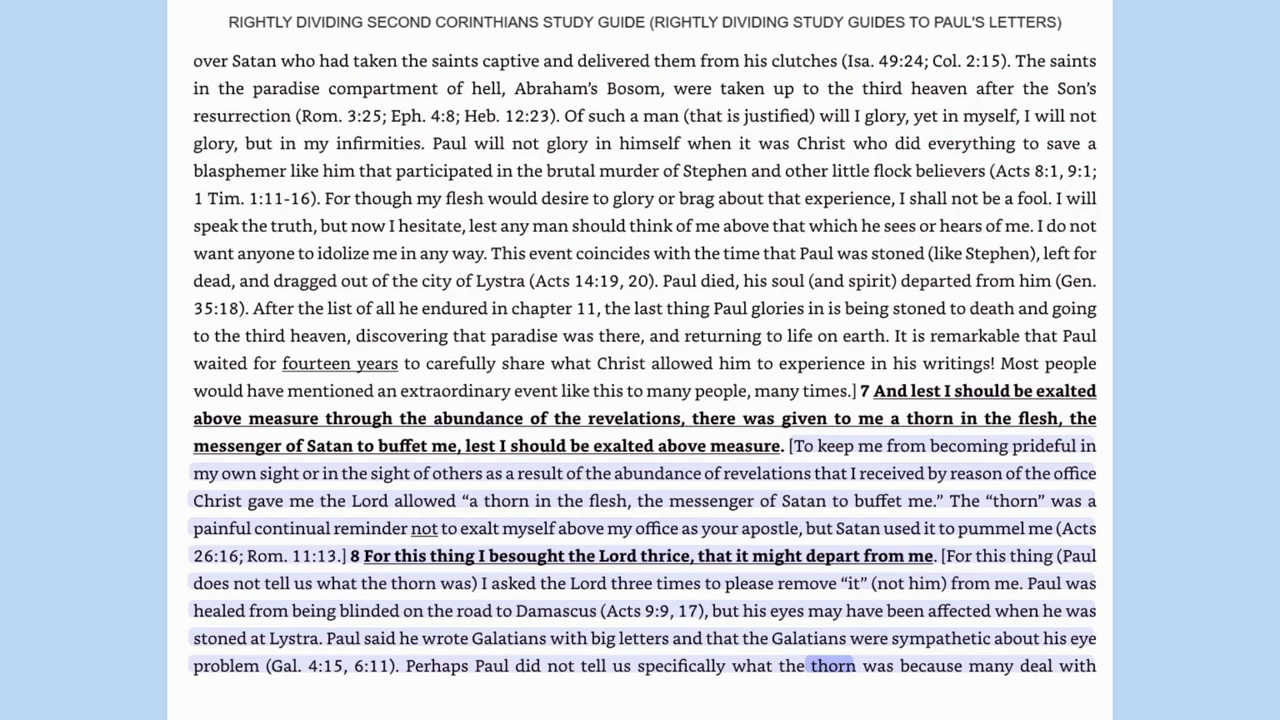 RIGHTLY DIVIDING SECOND CORINTHIANS STUDY GUIDE (RIGHTLY DIVIDING STUDY GUIDES TO PAUL'S LETTERS)
over Satan who had taken the saints captive and delivered them from his clutches (Isa. 49:24; Col. 2:15). The saints
in the paradise compartment of hell, Abraham’s Bosom, were taken up to the third heaven after the Son’s
resurrection (Rom. 3:25; Eph. 4:8; Heb. 12:23). Of such a man (that is justified) will I glory, yet in myself, I will not
glory, but in my infirmities. Paul will not glory in himself when it was Christ who did everything to save a
blasphemer like him that participated in the brutal murder of Stephen and other little flock believers (Acts 8:1, 9:1;
1 Tim. 1:11-16). For though my flesh would desire to glory or brag about that experience, I shall not be a fool. I will
speak the truth, but now I hesitate, lest any man should think of me above that which he sees or hears of me. I do not
want anyone to idolize me in any way. This event coincides with the time that Paul was stoned (like Stephen), left for
dead, and dragged out of the city of Lystra (Acts 14:19, 20). Paul died, his soul (and spirit) departed from him (Gen.
35:18). After the list of all he endured in chapter 11, the last thing Paul glories in is being stoned to death and going
to the third heaven, discovering that paradise was there, and returning to life on earth. It is remarkable that Paul
waited for fourteen years to carefully share what Christ allowed him to experience in his writings! Most people
would have mentioned an extraordinary event like this to many people, many times.] 7 And lest I should be exalted
above measure through the abundance of the revelations, there was given to me a thorn in the flesh, the
messenger of Satan to buffet me, lest I should be exalted above measure. [To keep me from becoming prideful in
my own sight or in the sight of others as a result of the abundance of revelations that I received by reason of the office
Christ gave me the Lord allowed “a thorn in the flesh, the messenger of Satan to buffet me.” The “thorn” was a
painful continual reminder not to exalt myself above my office as your apostle, but Satan used it to pummel me (Acts
26:16; Rom. 11:13.] 8 For this thing I besought the Lord thrice, that it might depart from me. [For this thing (Paul
does not tell us what the thorn was) I asked the Lord three times to please remove “it” (not him) from me. Paul was
healed from being blinded on the road to Damascus (Acts 9:9, 17), but his eyes may have been affected when he was
stoned at Lystra. Paul said he wrote Galatians with big letters and that the Galatians were sympathetic about his eye
problem (Gal. 4:15, 6:11). Perhaps Paul did not tell us specifically what the thorn was because many deal with